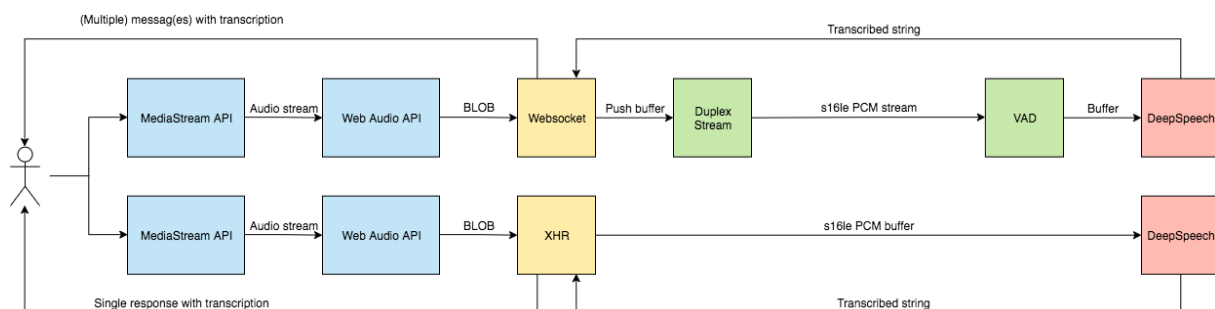 (Multiple) messag(es) with transcription
Transcribed string
MediaStream API
Audio stream
Web Audio API
BLOB
Websocket
Push buffer
Duplex
Stream
s16le PCM stream
VAD
Buffer
DeepSpeech
MediaStream API
Audio stream
Web Audio API
BLOB
XHR
s16le PCM buffer
DeepSpeech
Single response with transcription
Transcribed string